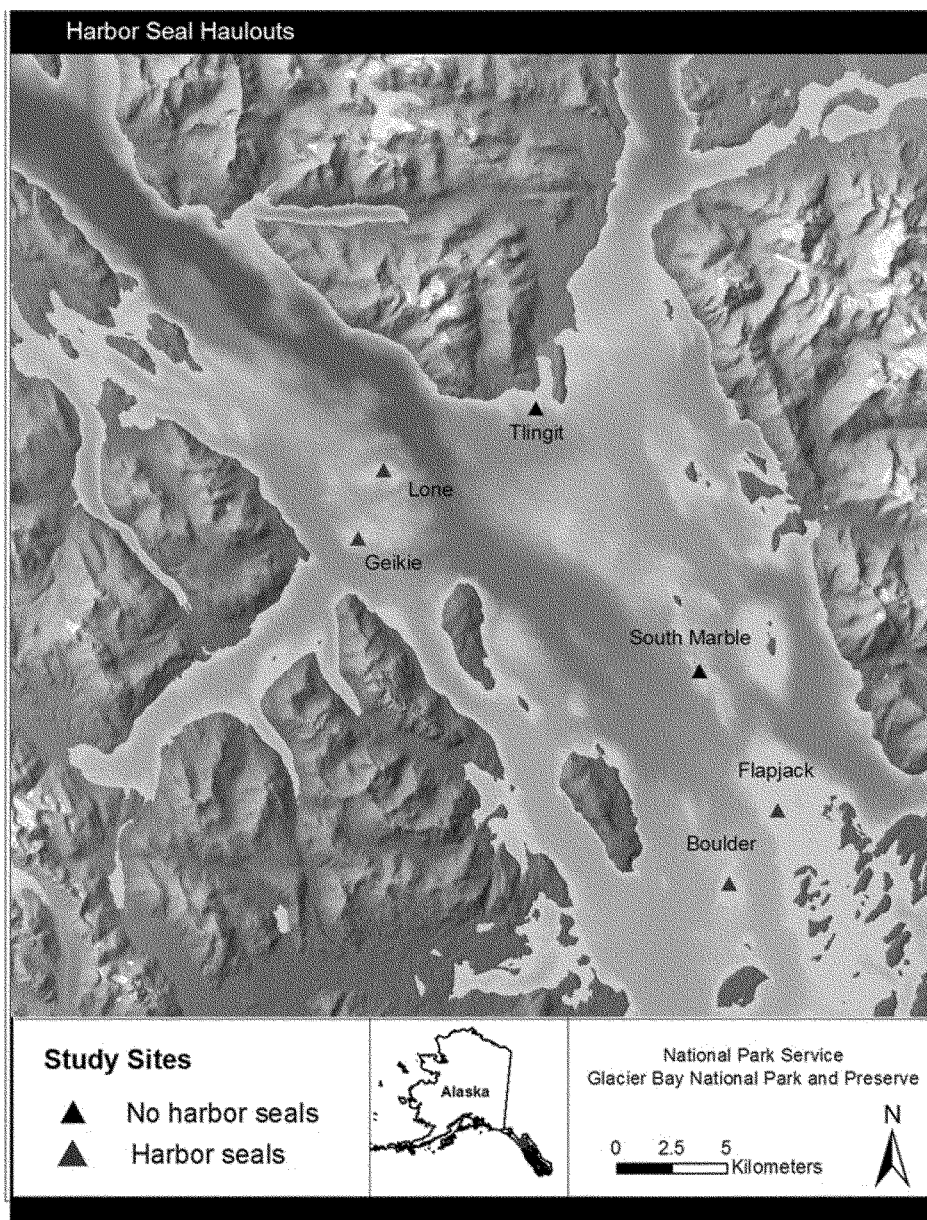 Harbor Seal Haulouts
Tlingit
Lone
Geikie
South Marble
Flapjack
Boulder
Study Sites
No harbor seals
Harbor seals
Alaska
National Park Service
Glacier Bay National Park and Preserve
N
0 2.5 5
Kilometers